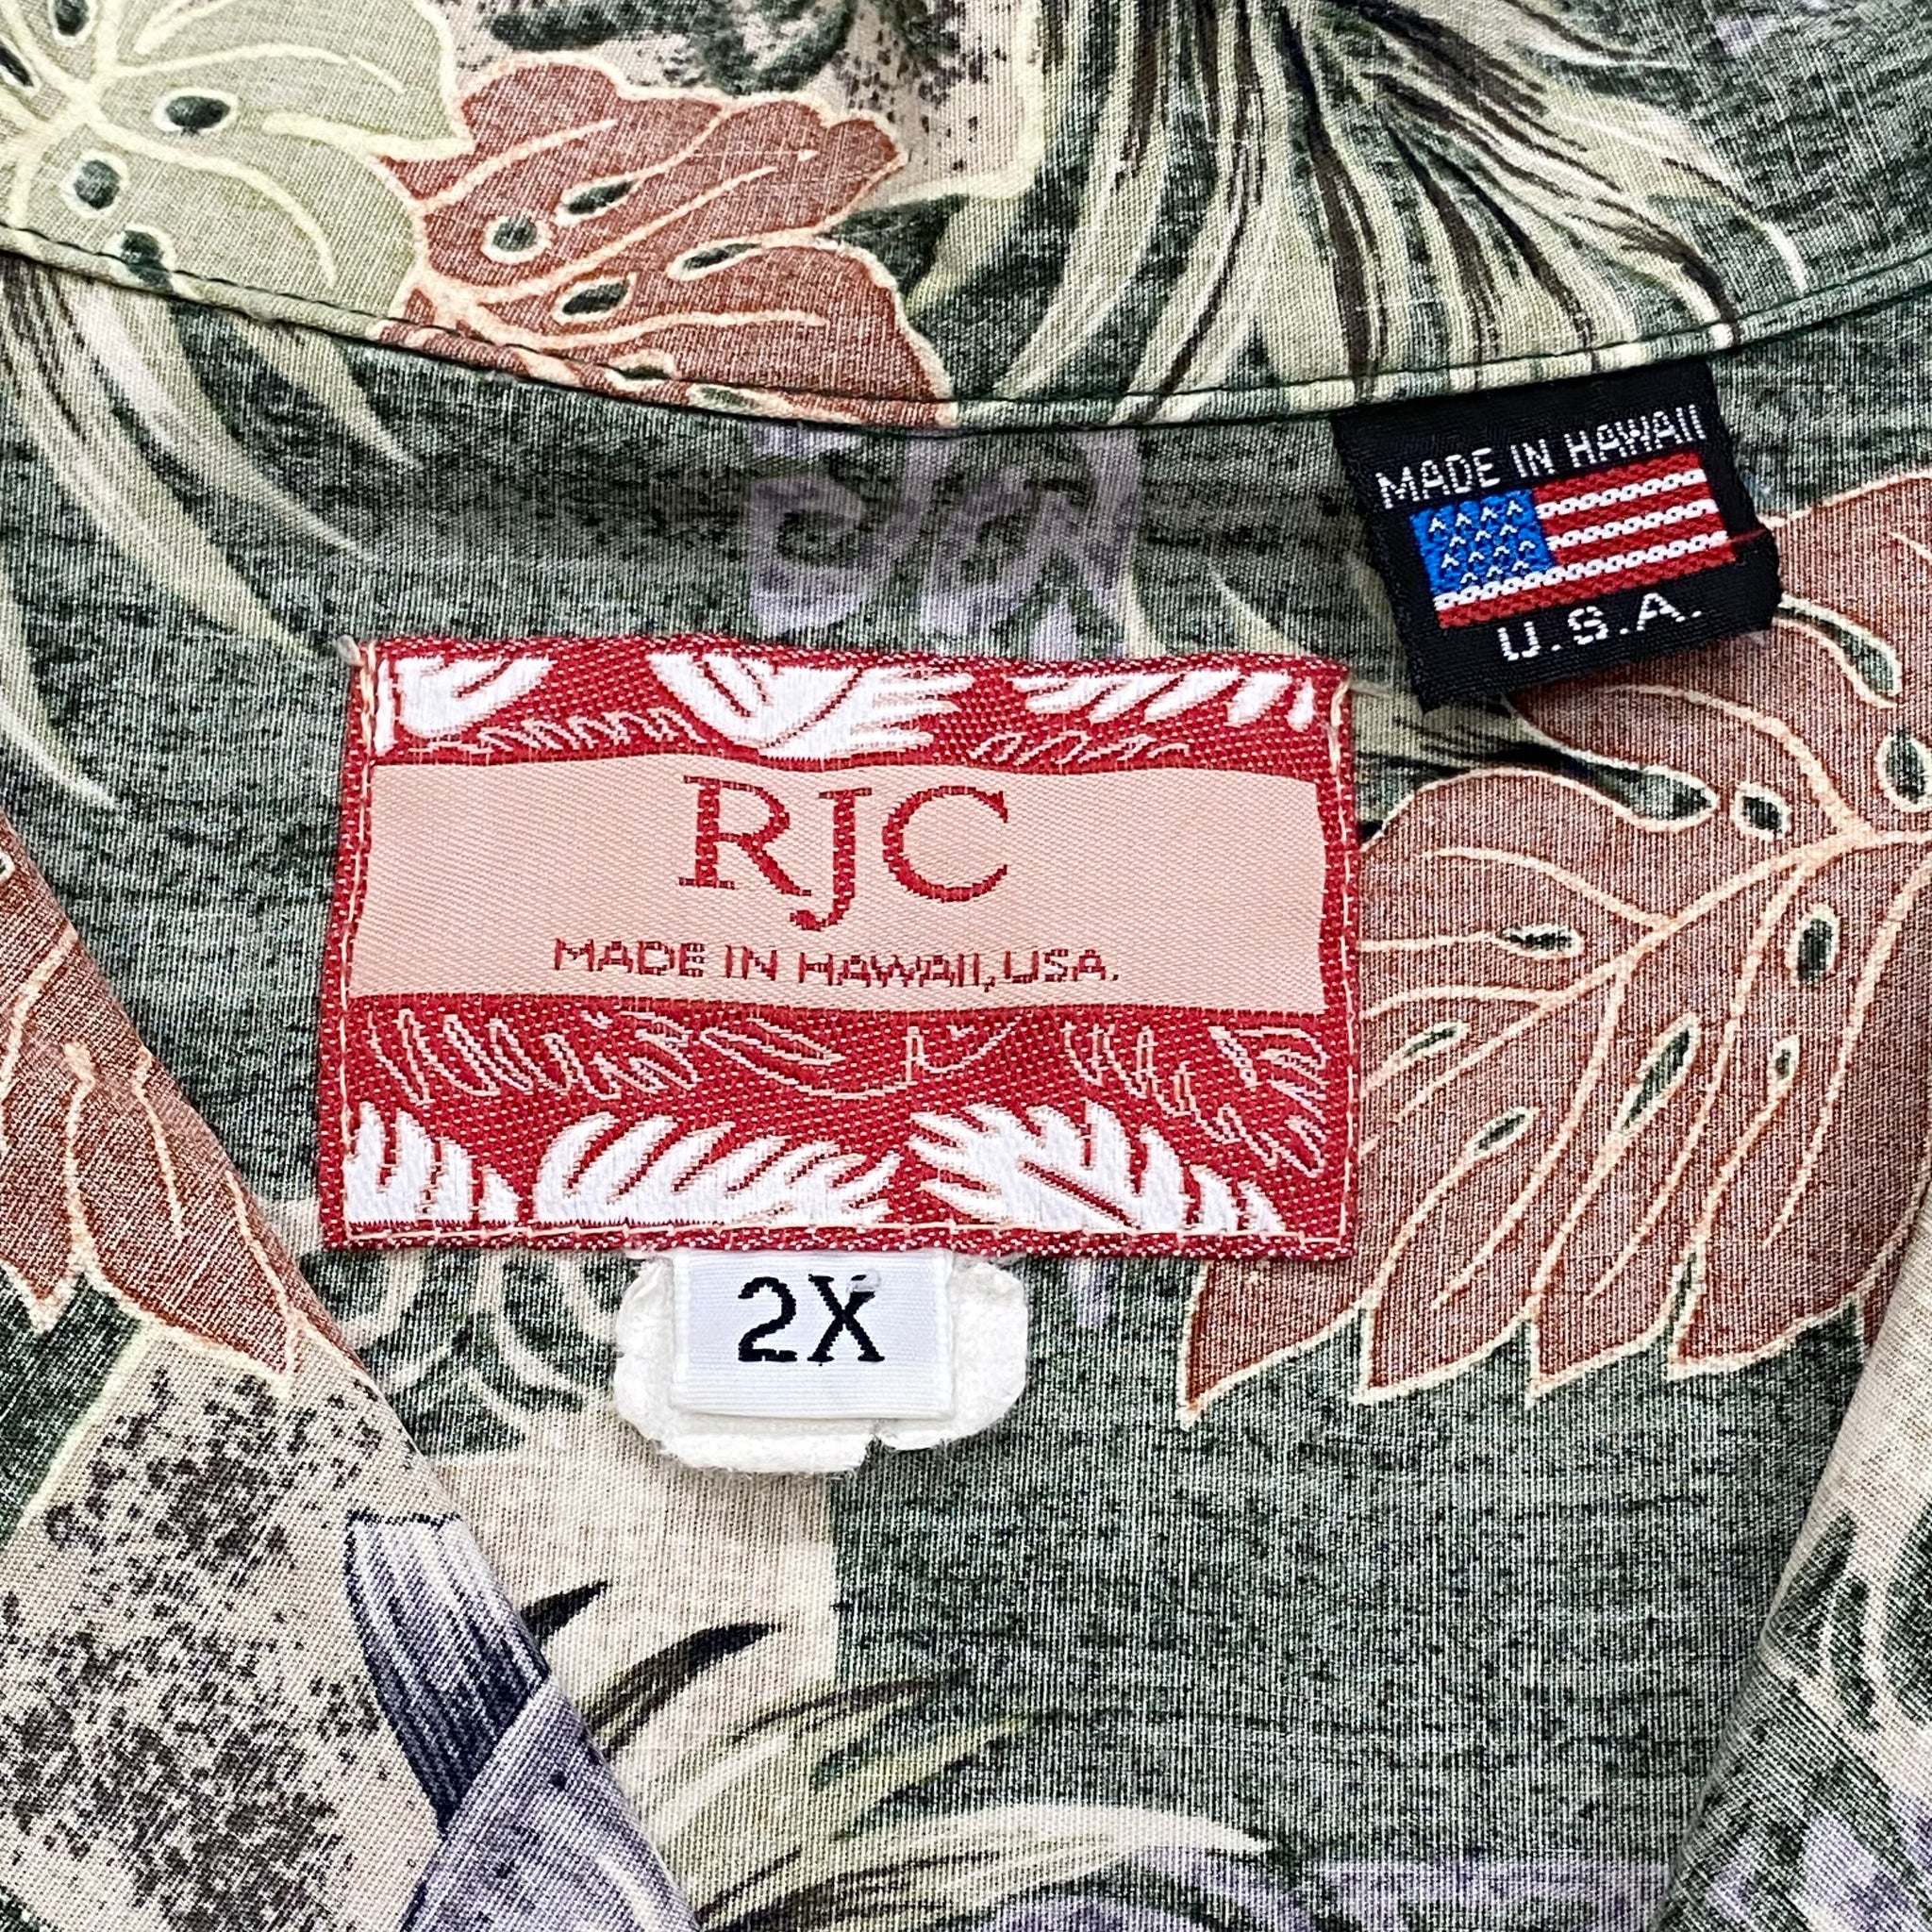 MADE IN HAWAII
U.S.A.
RJC
MADE IN HAWAII, USA.
2X